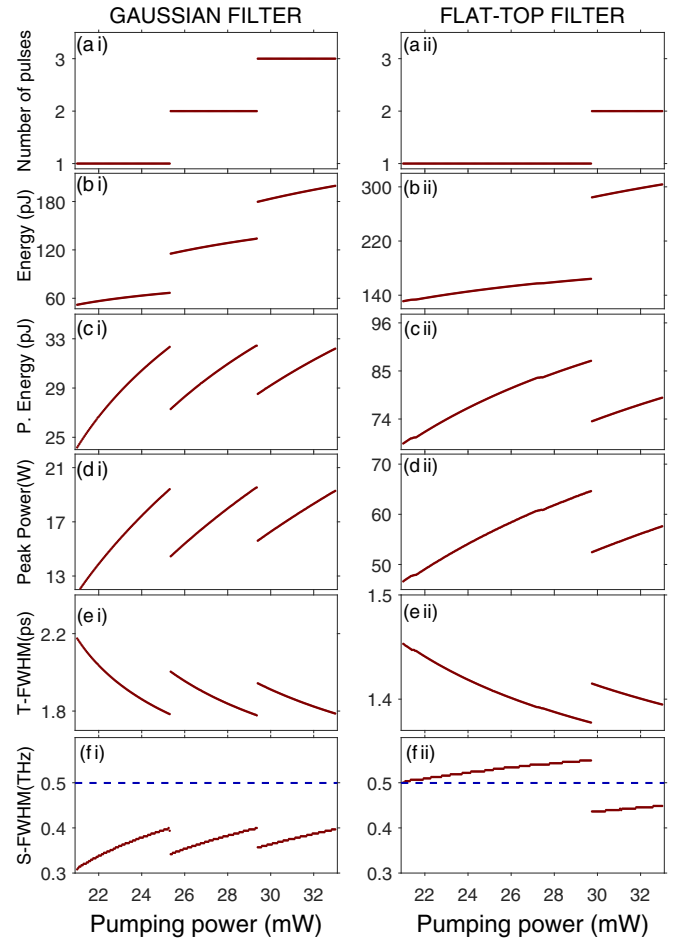 GAUSSIAN FILTER
FLAT-TOP FILTER
(a i)
Number of pulses
3
2
1
(a ii)
3
2
1
(b i)
Energy (pJ)
180
120
60
(b ii)
300
220
140
(c i)
P. Energy (pJ)
33
29
25
(c ii)
96
85
74
(d i)
Peak Power(W)
21
17
13
(d ii)
70
60
50
(e i)
T-FWHM(ps)
2.2
1.8
(e ii)
1.5
1.4
(f i)
S-FWHM(THz)
0.5
0.4
0.3
(f ii)
0.5
0.4
0.3
22 24 26 28 30 32
22 24 26 28 30 32
Pumping power (mW)
Pumping power (mW)